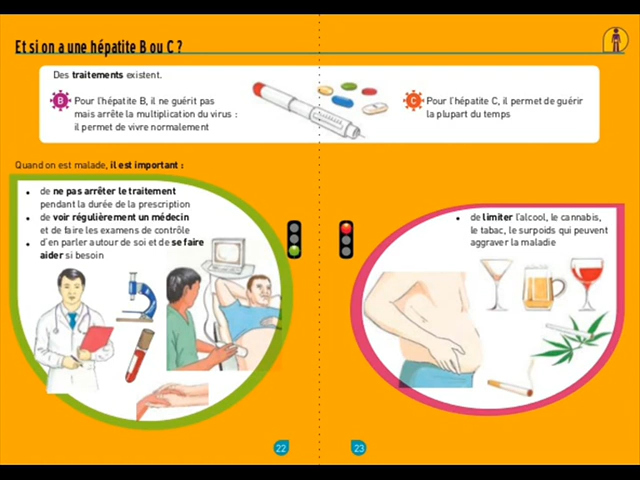 Et si on a une hépatite B ou C ?
Des traitements existent.
B
Pour l'hépatite B, il ne guérit pas
mais arrête la multiplication du virus :
il permet de vivre normalement
C
Pour l'hépatite C, il permet de guérir
la plupart du temps
Quand on est malade, il est important :
• de ne pas arrêter le traitement
pendant la durée de la prescription
• de voir régulièrement un médecin
et de faire les examens de contrôle
• d'en parler autour de soi et de se faire
aider si besoin
• de limiter l'alcool, le cannabis,
le tabac, le surpoids qui peuvent
aggraver la maladie
22
23